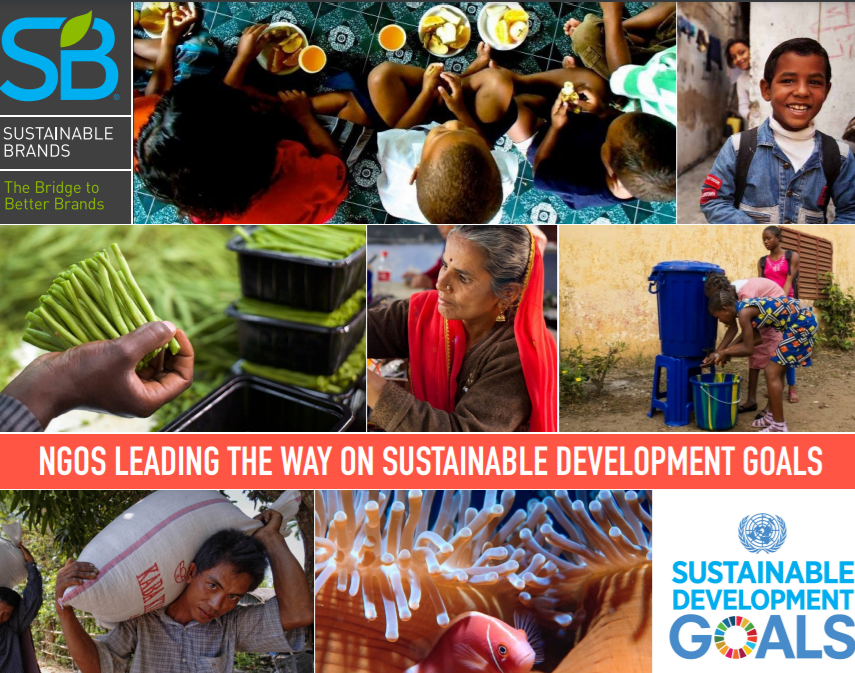 SB
SUSTAINABLE
BRANDS
The Bridge to
Better Brands
NGOS LEADING THE WAY ON SUSTAINABLE DEVELOPMENT GOALS
SUSTAINABLE
DEVELOPMENT
GOALS